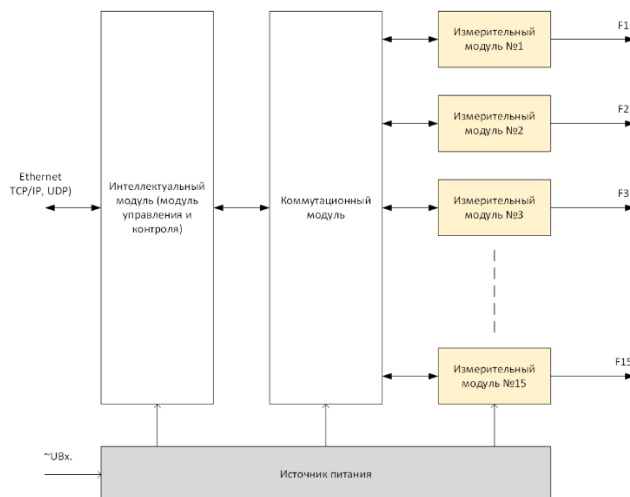 F1
Измерительный
модуль №1
F2
Измерительный
модуль №2
Ethernet
TCP/IP, UDP)
Интеллектуальный
модуль (модуль
управления и
контроля)
Коммутационный
модуль
F3
Измерительный
модуль №3
F15
Измерительный
модуль №15
~UВх.
Источник питания